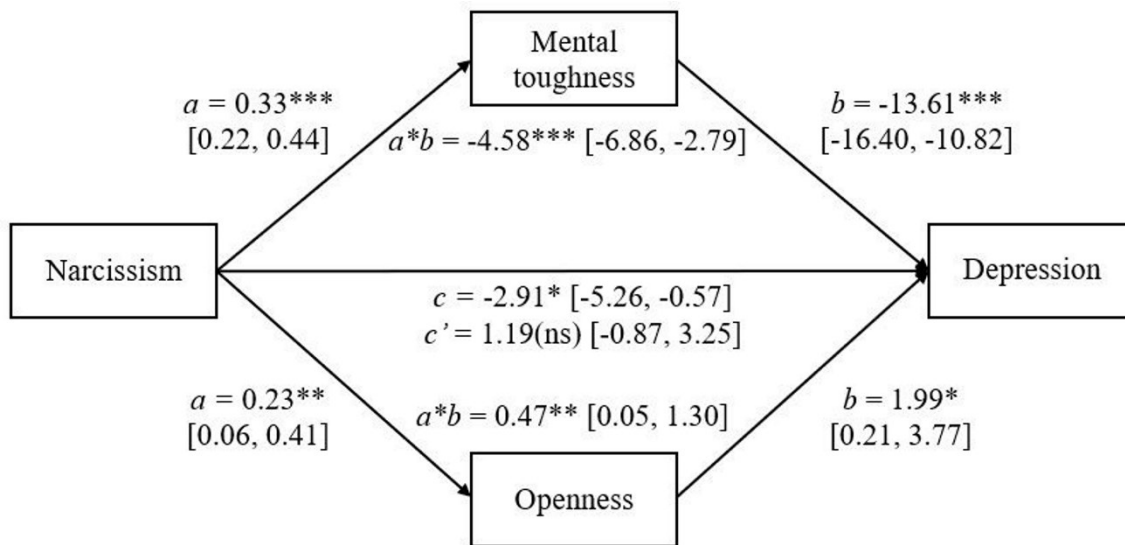 Mental
toughness
a = 0.33***
[0.22, 0.44]
a*b = -4.58*** [-6.86, -2.79]
b = -13.61***
[-16.40, -10.82]
Narcissism
Depression
c = -2.91* [-5.26, -0.57]
c’ = 1.19(ns) [-0.87, 3.25]
a = 0.23**
[0.06, 0.41]
a*b = 0.47** [0.05, 1.30]
b = 1.99*
[0.21, 3.77]
Openness